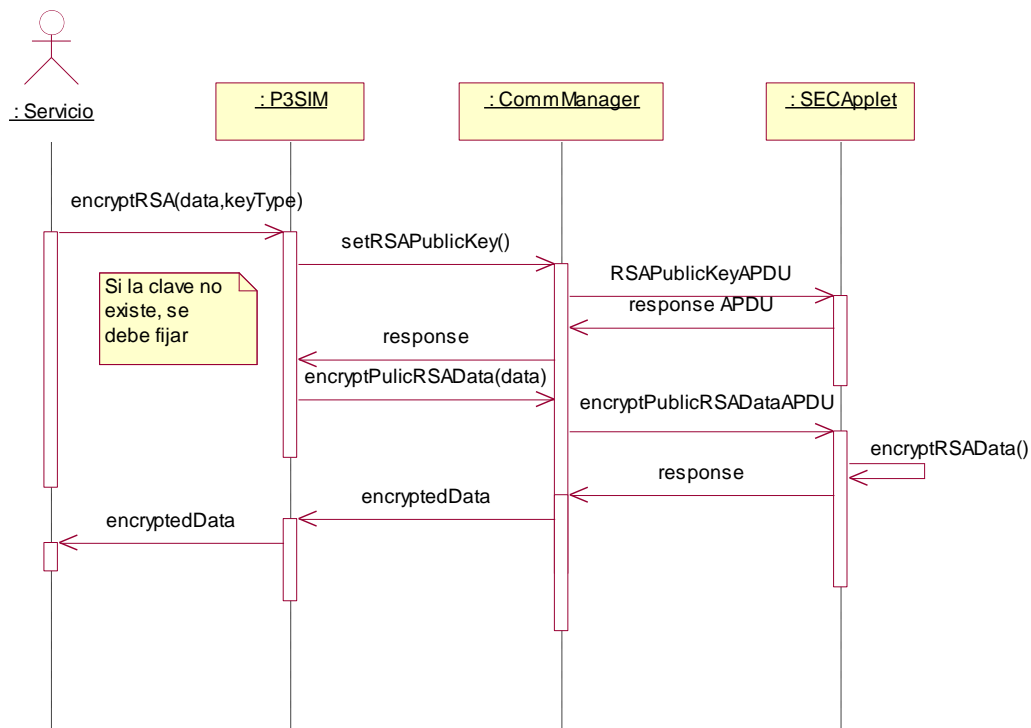 : Servicio
: P3SIM
: CommManager
: SECApplet
encryptRSA(data,keyType)
setRSAPublicKey()
RSAPublicKeyAPDU
Si la clave no
existe, se
debe fijar
response APDU
response
encryptPulicRSAData(data)
encryptPublicRSADataAPDU
encryptRSAData()
response
encryptedData
encryptedData